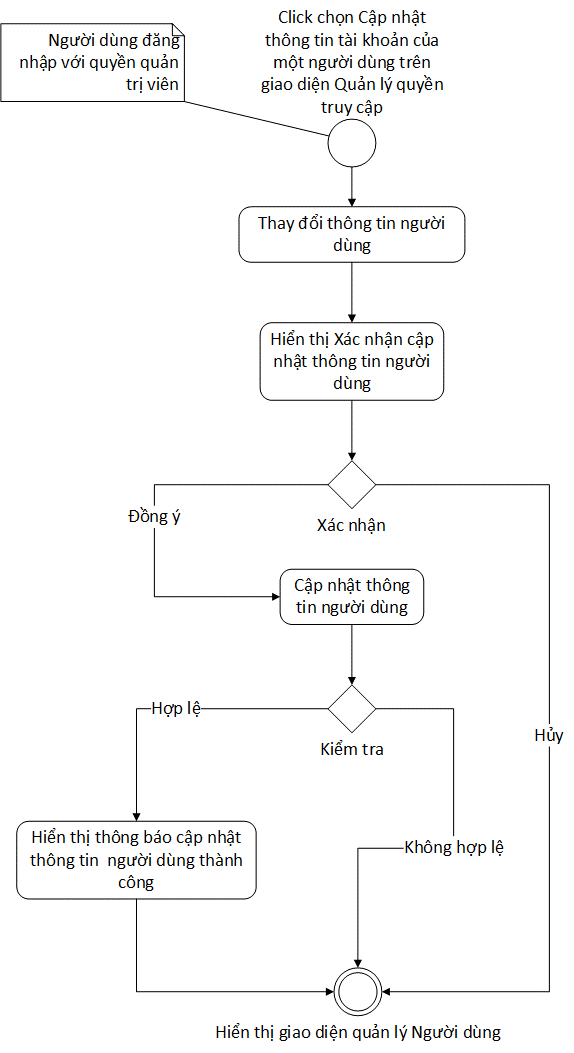 Người dùng đăng
nhập với quyền quản
trị viên
Click chọn Cập nhật
thông tin tài khoản của
một người dùng trên
giao diện Quản lý quyền
truy cập
Thay đổi thông tin người
dùng
Hiển thị Xác nhận cập
nhật thông tin người
dùng
Đồng ý
Xác nhận
Cập nhật thông
tin người dùng
Hợp lệ
Kiểm tra
Hủy
Hiển thị thông báo cập nhật
thông tin  người dùng thành
công
Không hợp lệ
Hiển thị giao diện quản lý Người dùng